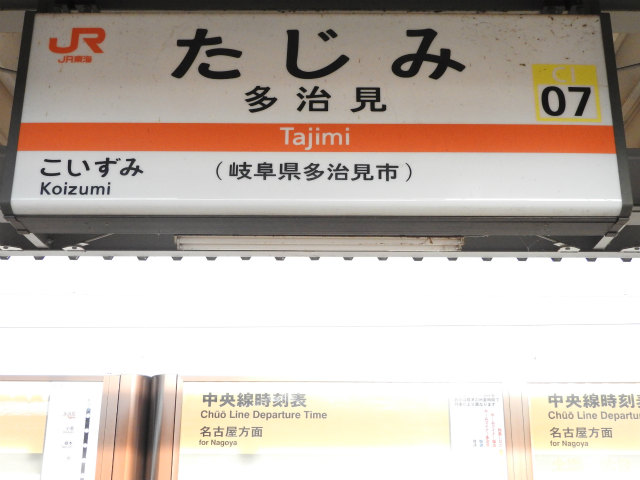 JR
JR東海
たじみ
多治見
CI
07
Tajimi
こいずみ
Koizumi
(岐阜県多治見市)
中央線時刻表
Chūō Line Departure Time
名古屋方面
for Nagoya
中央線時刻表
Chūō Line Departur
名古屋方面
for Nagoya